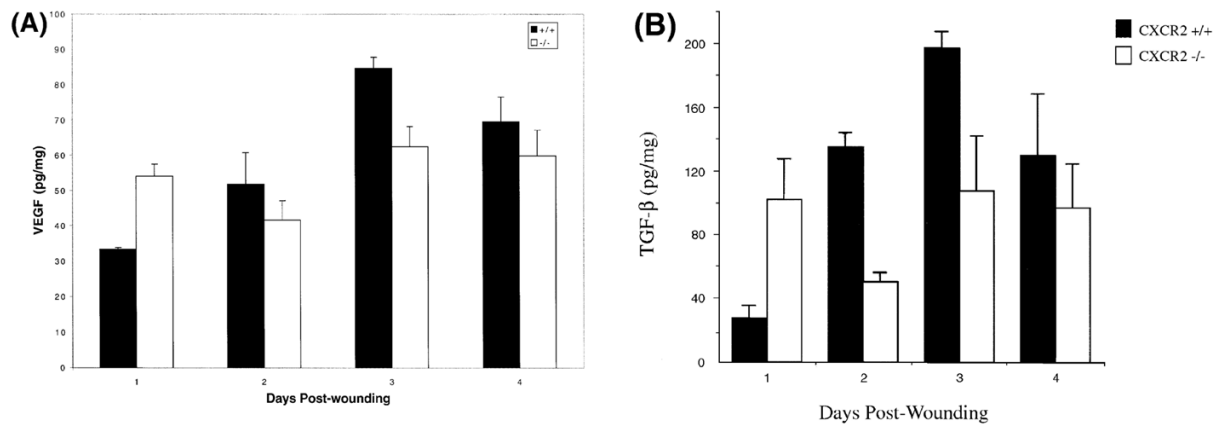 (A)
100
90
80
70
60
50
40
30
20
10
0
VEGF (pg/mg)
+/+
-/-
1 2 3 4
Days Post-wounding
(B)
200
160
120
80
40
0
TGF-β (pg/mg)
CXCR2 +/+
CXCR2 -/-
1 2 3 4
Days Post-Wounding